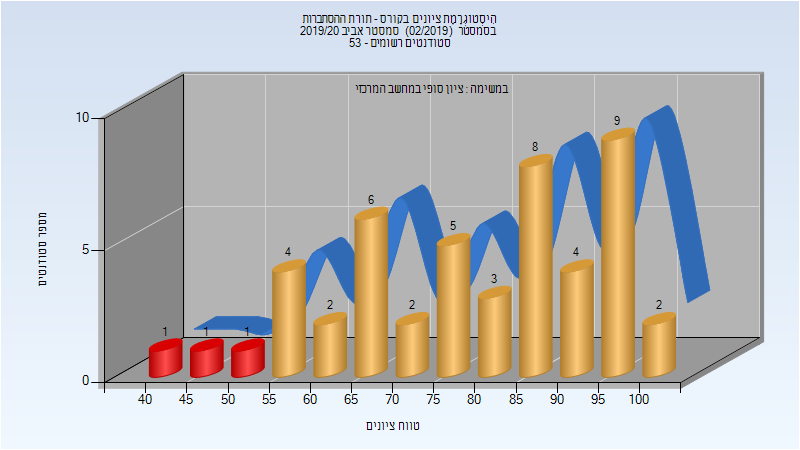 היסטוגרמת ציונים בקורס - תורת ההסתברות
בסמסטר (02/2019) סמסטר אביב 2019/20
סטודנטים רשומים - 53
במשימה : ציון סופי במחשב המרכזי
מספר סטודנטים
10
5
0
1
1
1
4
2
6
2
5
3
8
4
9
2
40 45 50 55 60 65 70 75 80 85 90 95 100
טווח ציונים